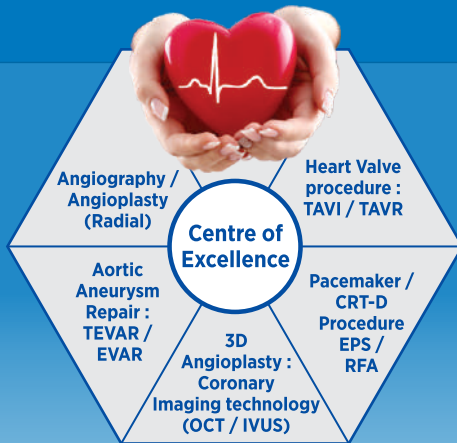 Angiography /
Angioplasty
(Radial)
Heart Valve
procedure :
TAVI / TAVR
Centre of
Excellence
Aortic
Aneurysm
Repair :
TEVAR /
EVAR
Pacemaker /
CRT-D
Procedure
EPS /
RFA
3D
Angioplasty :
Coronary
Imaging technology
(OCT / IVUS)